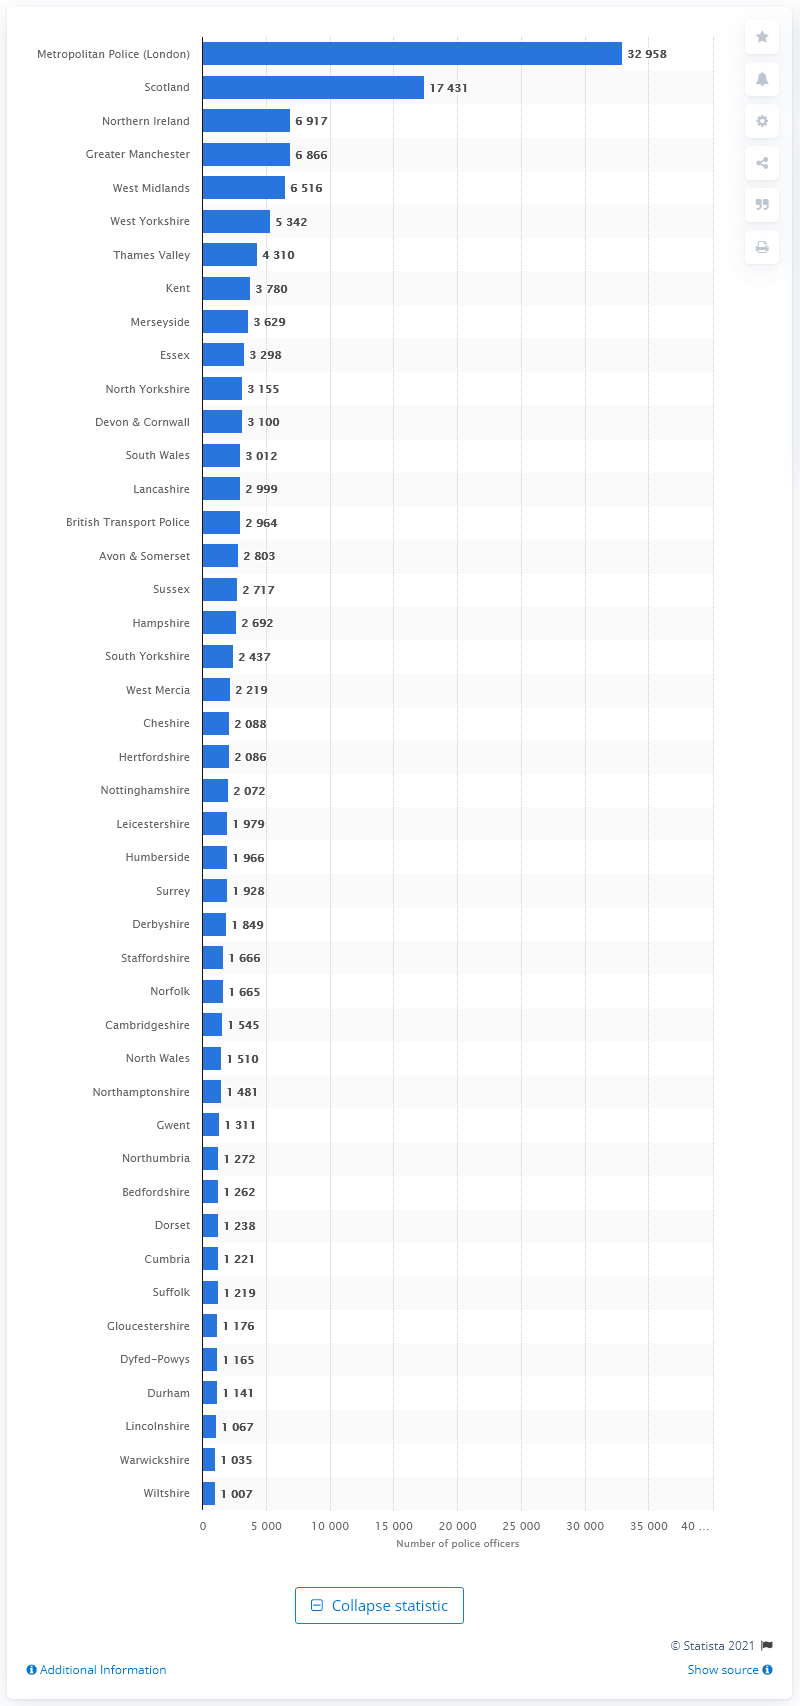 Metropolitan Police (London) 32 958
Scotland 17 431
Northern Ireland 6 917
Greater Manchester 6 866
West Midlands 6 516
West Yorkshire 5 342
Thames Valley 4 310
Kent 3 780
Merseyside 3 629
Essex 3 298
North Yorkshire 3 155
Devon & Cornwall 3 100
South Wales 3 012
Lancashire 2 999
British Transport Police 2 964
Avon & Somerset 2 803
Sussex 2 717
Hampshire 2 692
South Yorkshire 2 437
West Mercia 2 219
Cheshire 2 088
Hertfordshire 2 086
Nottinghamshire 2 072
Leicestershire 1 979
Humberside 1 966
Surrey 1 928
Derbyshire 1 849
Staffordshire 1 666
Norfolk 1 665
Cambridgeshire 1 545
North Wales 1 510
Northamptonshire 1 481
Gwent 1 311
Northumbria 1 272
Bedfordshire 1 262
Dorset 1 238
Cumbria 1 221
Suffolk 1 219
Gloucestershire 1 176
Dyfed-Powys 1 165
Durham 1 141
Lincolnshire 1 067
Warwickshire 1 035
Wiltshire 1 007
0 5 000 10 000 15 000 20 000 25 000 30 000 35 000 40 ...
Number of police officers
Collapse statistic
© Statista 2021
Additional Information Show source